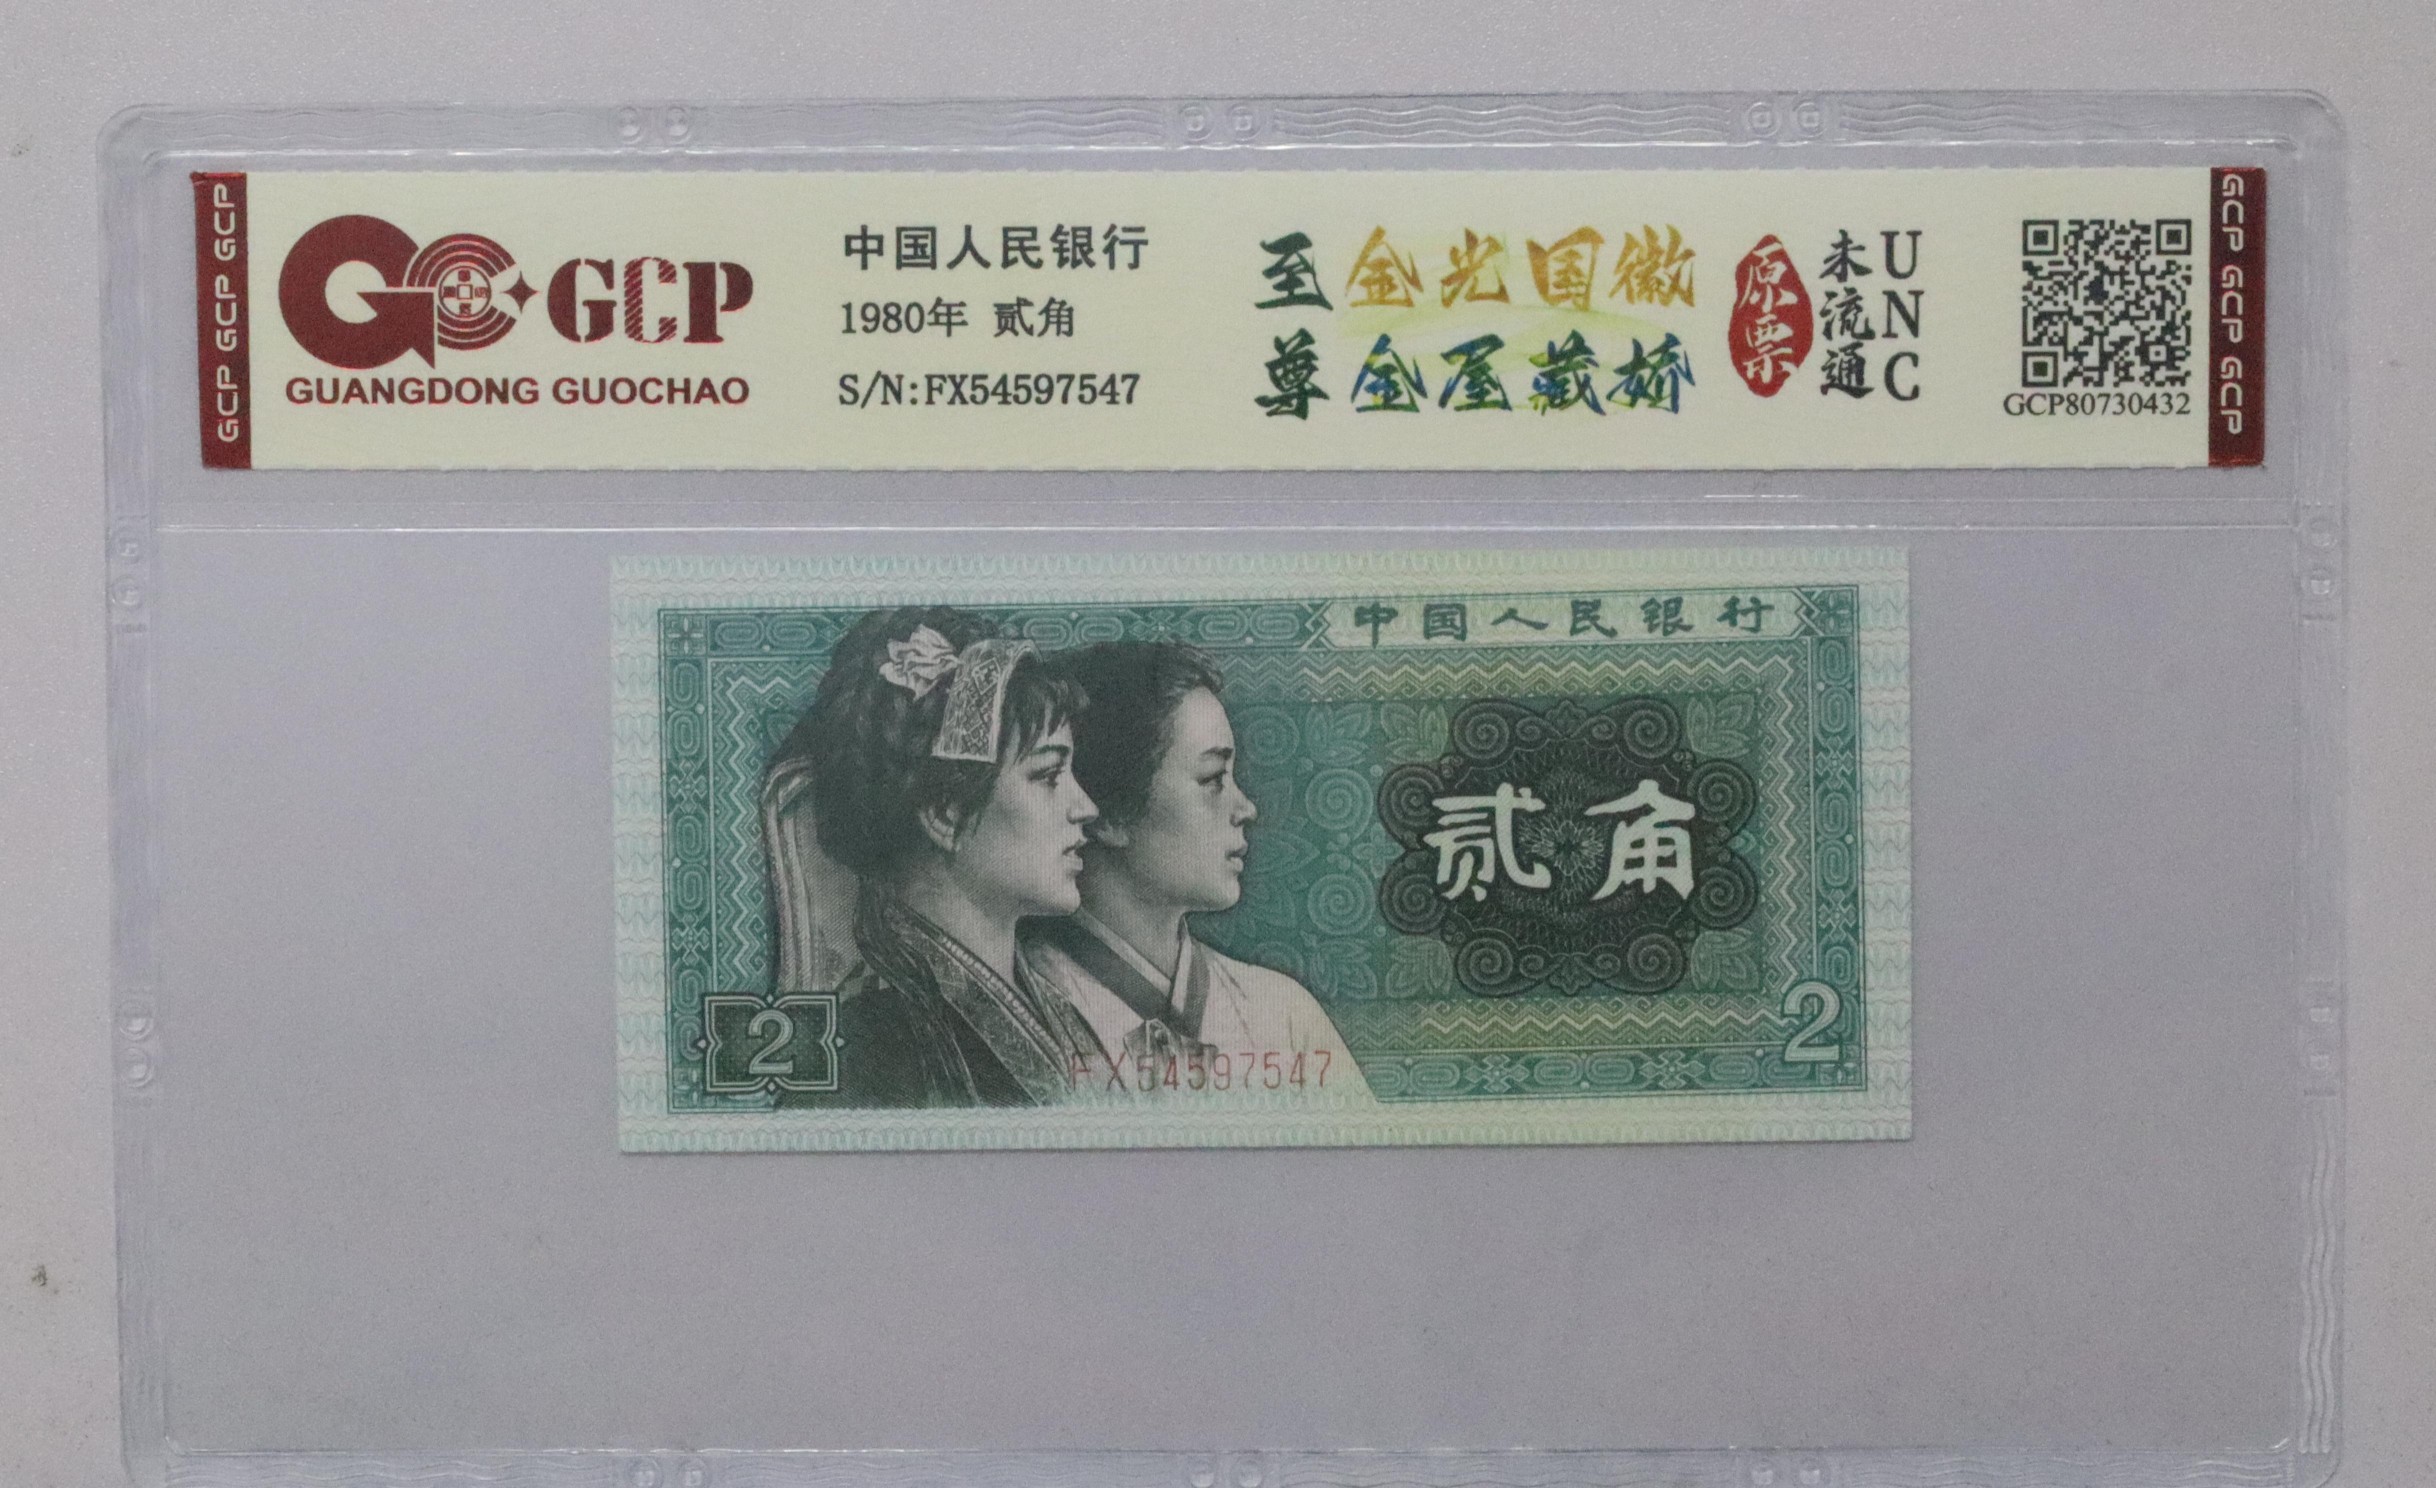 GCP GCP GCP
GCP
GUANGDONG GUOCHAO
中国人民银行
1980年 贰角
S/N:FX54597547
至尊
金光国徽
金屋藏娇
原票
未流通
UNC
GCP80730432
GCP GCP GCP
中国人民银行
贰角
2
2
FX54597547